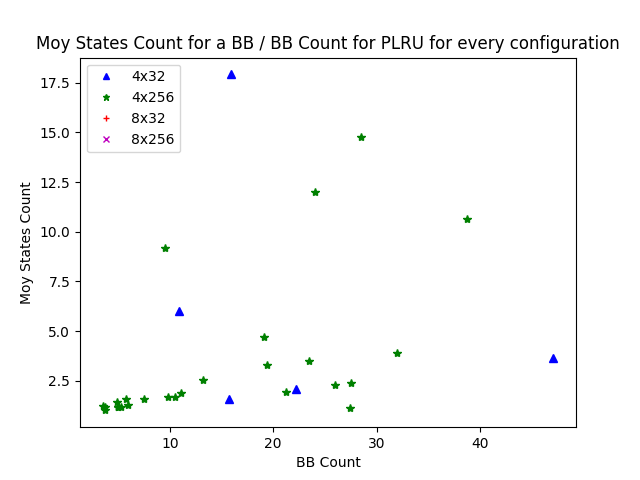 Moy States Count for a BB / BB Count for PLRU for every configuration
4x32
4x256
8x32
8x256
17.5
15.0
12.5
10.0
7.5
5.0
2.5
Moy States Count
10 20 30 40
BB Count